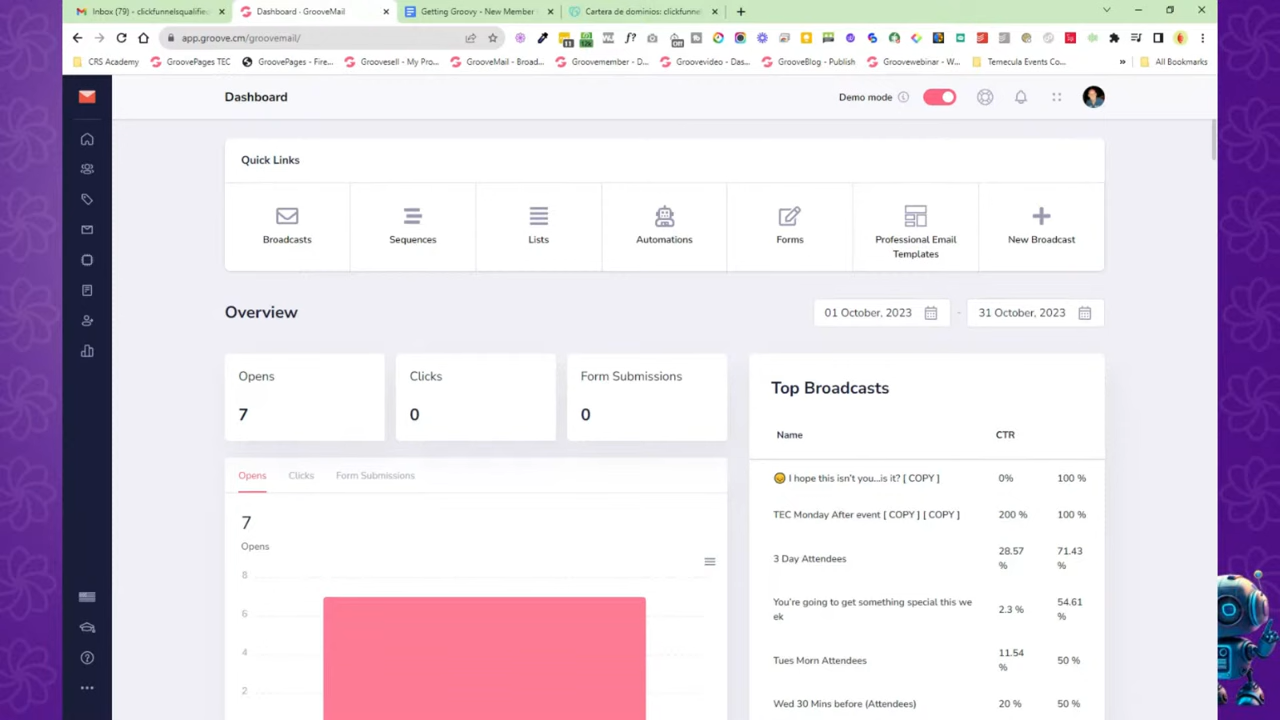 Inbox (79) - clickfunnelsqualifie
Dashboard - GrooveMail
Getting Groovy - New Member
Cartera de dominios: clickfunnel
app.groove.cm/groovemail/
CRS Academy
GroovePages TEC
GroovePages - Fire...
Groovesell - My Pro...
GrooveMail - Broad...
Groovemember - D...
Groovevideo - Das...
GrooveBlog - Publish
Groovewebinar - W...
Temecula Events Co...
All Bookmarks
Dashboard
Demo mode
Quick Links
Broadcasts
Sequences
Lists
Automations
Forms
Professional Email
Templates
New Broadcast
Overview
01 October, 2023 - 31 October, 2023
Opens
7
Clicks
0
Form Submissions
0
Opens Clicks Form Submissions
7
Opens
8
6
4
2
Top Broadcasts
Name CTR
I hope this isn't you...is it? [ COPY ] 0% 100 %
TEC Monday After event [ COPY ] [ COPY ] 200 % 100 %
3 Day Attendees 28.57 % 71.43 %
You're going to get something special this we
ek 2.3 % 54.61 %
Tues Morn Attendees 11.54 % 50 %
Wed 30 Mins before (Attendees) 20 % 50 %